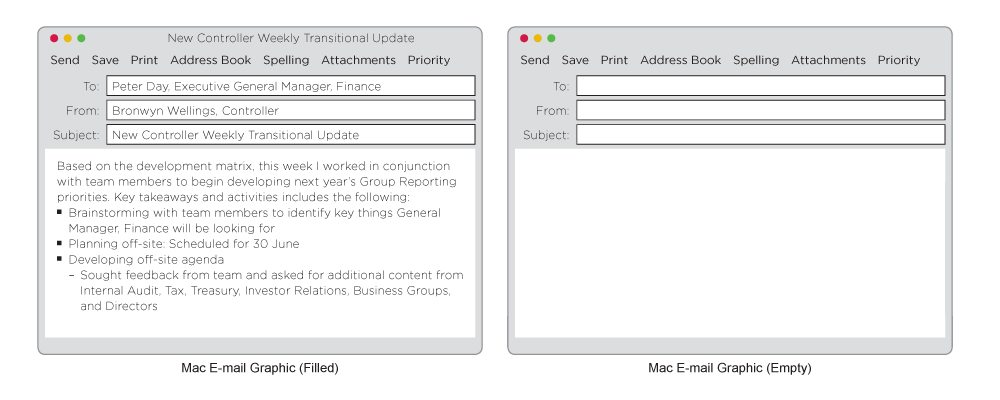 New Controller Weekly Transitional Update
Send Save Print Address Book Spelling Attachments Priority
To: Peter Day, Executive General Manager, Finance
From: Bronwyn Wellings, Controller
Subject: New Controller Weekly Transitional Update
Based on the development matrix, this week I worked in conjunction
with team members to begin developing next year's Group Reporting
priorities. Key takeaways and activities includes the following:
▪ Brainstorming with team members to identify key things General
Manager, Finance will be looking for
▪ Planning off-site: Scheduled for 30 June
▪ Developing off-site agenda
– Sought feedback from team and asked for additional content from
Internal Audit, Tax, Treasury, Investor Relations, Business Groups,
and Directors
Mac E-mail Graphic (Filled)
Send Save Print Address Book Spelling Attachments Priority
To:
From:
Subject:
Mac E-mail Graphic (Empty)